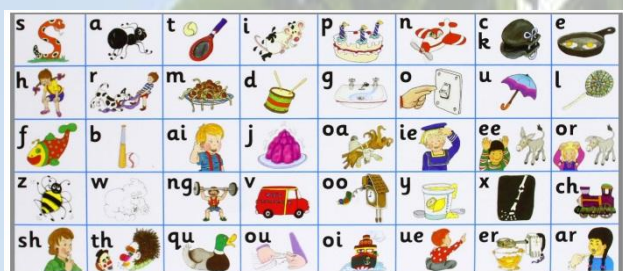 s a t i p n c k e
h r m d g o u l
f b ai j oa ie ee or
z w ng v oo y x ch
sh th qu ou oi ue er ar